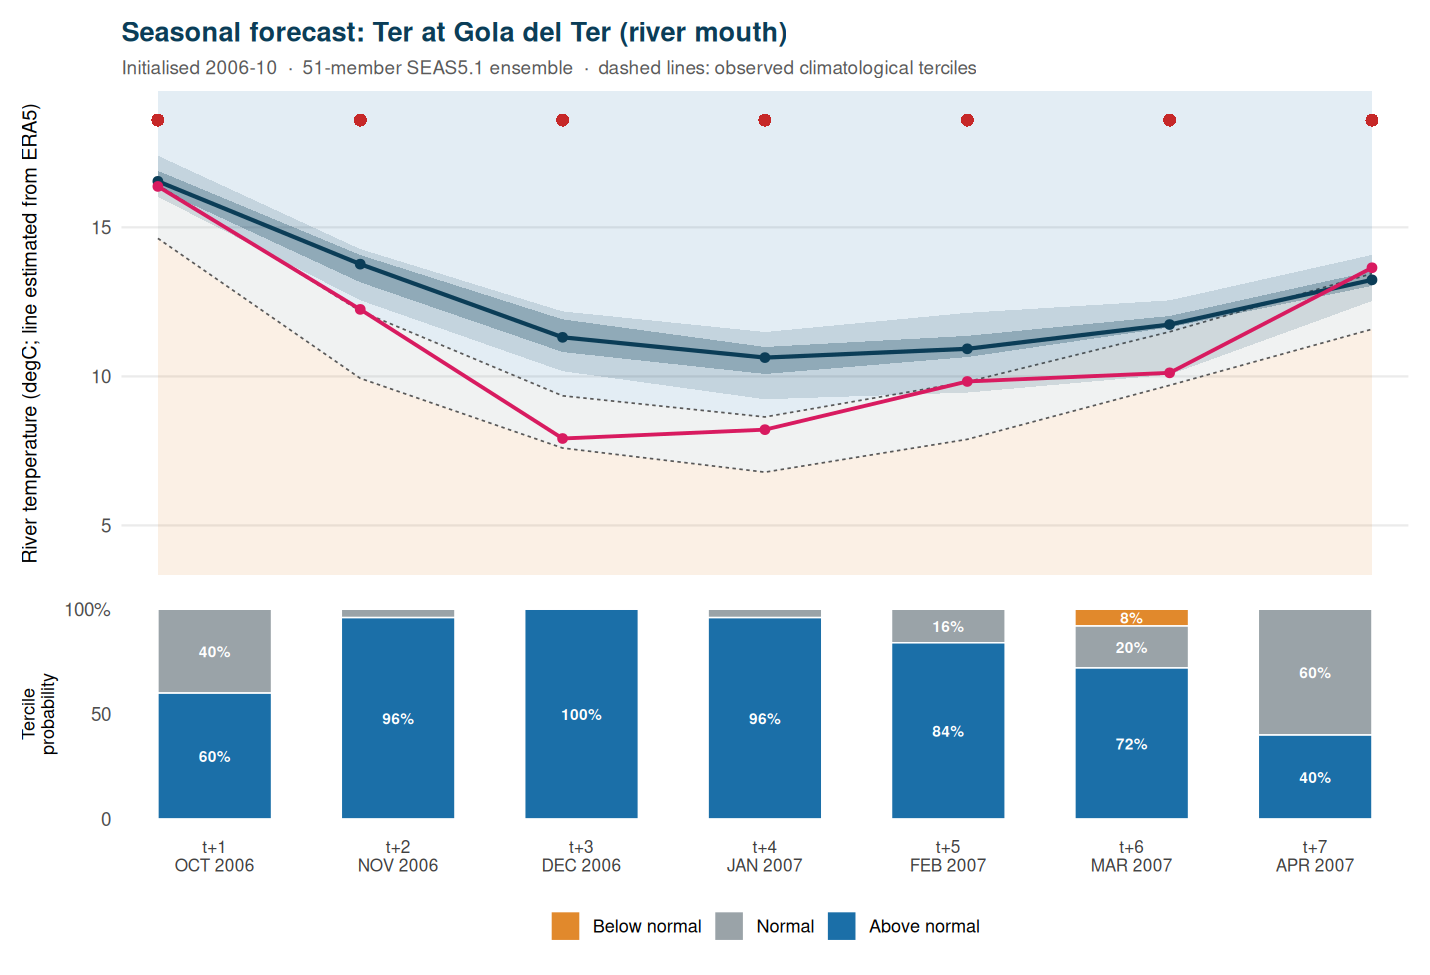 Seasonal forecast: Ter at Gola del Ter (river mouth)
Initialised 2006-10 · 51-member SEAS5.1 ensemble · dashed lines: observed climatological terciles
River temperature (degC; line estimated from ERA5)
15
10
5
Tercile
probability
100%
50
0
40%
60%
96%
100%
96%
16%
84%
8%
20%
72%
60%
40%
t+1
OCT 2006
t+2
NOV 2006
t+3
DEC 2006
t+4
JAN 2007
t+5
FEB 2007
t+6
MAR 2007
t+7
APR 2007
Below normal
Normal
Above normal